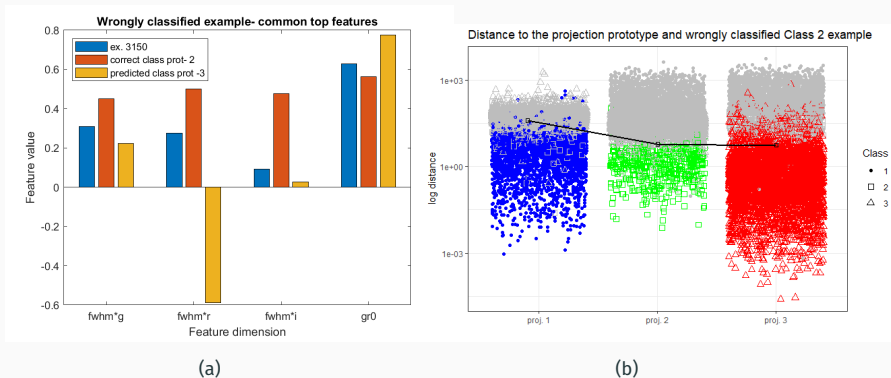 Wrongly classified example- common top features
ex. 3150
correct class prot- 2
predicted class prot -3
Feature value
0.8
0.6
0.4
0.2
0
-0.2
-0.4
-0.6
fwhm*g
fwhm*r
fwhm*i
gr0
Feature dimension
(a)
Distance to the projection prototype and wrongly classified Class 2 example
log distance
1e+03
1e+00
1e-03
proj. 1
proj. 2
proj. 3
Class
1
2
3
(b)